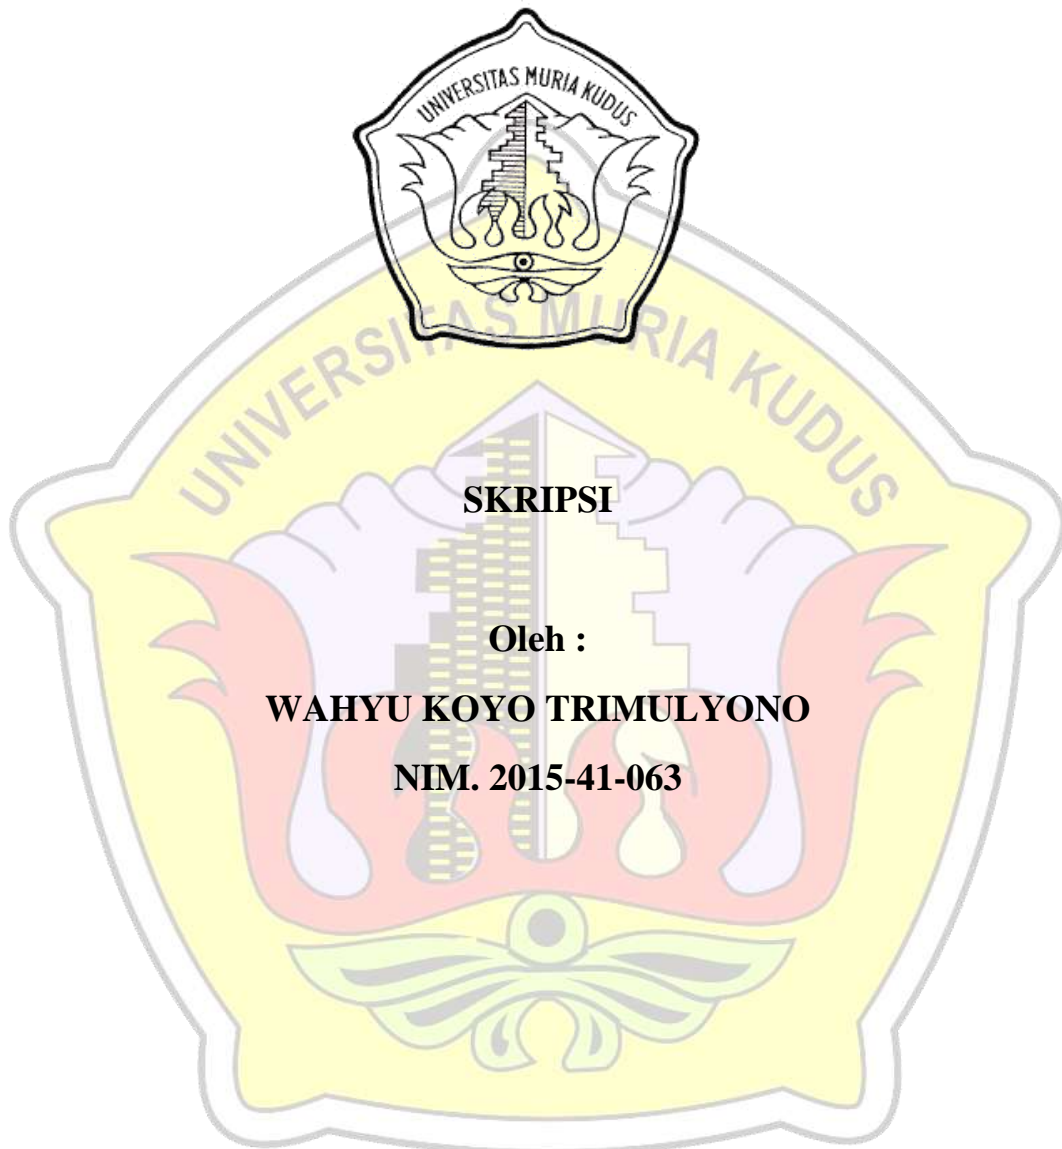 UNIVERSITAS MURIA KUDUS
UNIVERSITAS MURIA KUDUS
SKRIPSI
Oleh :
WAHYU KOYO TRIMULYONO
NIM. 2015-41-063